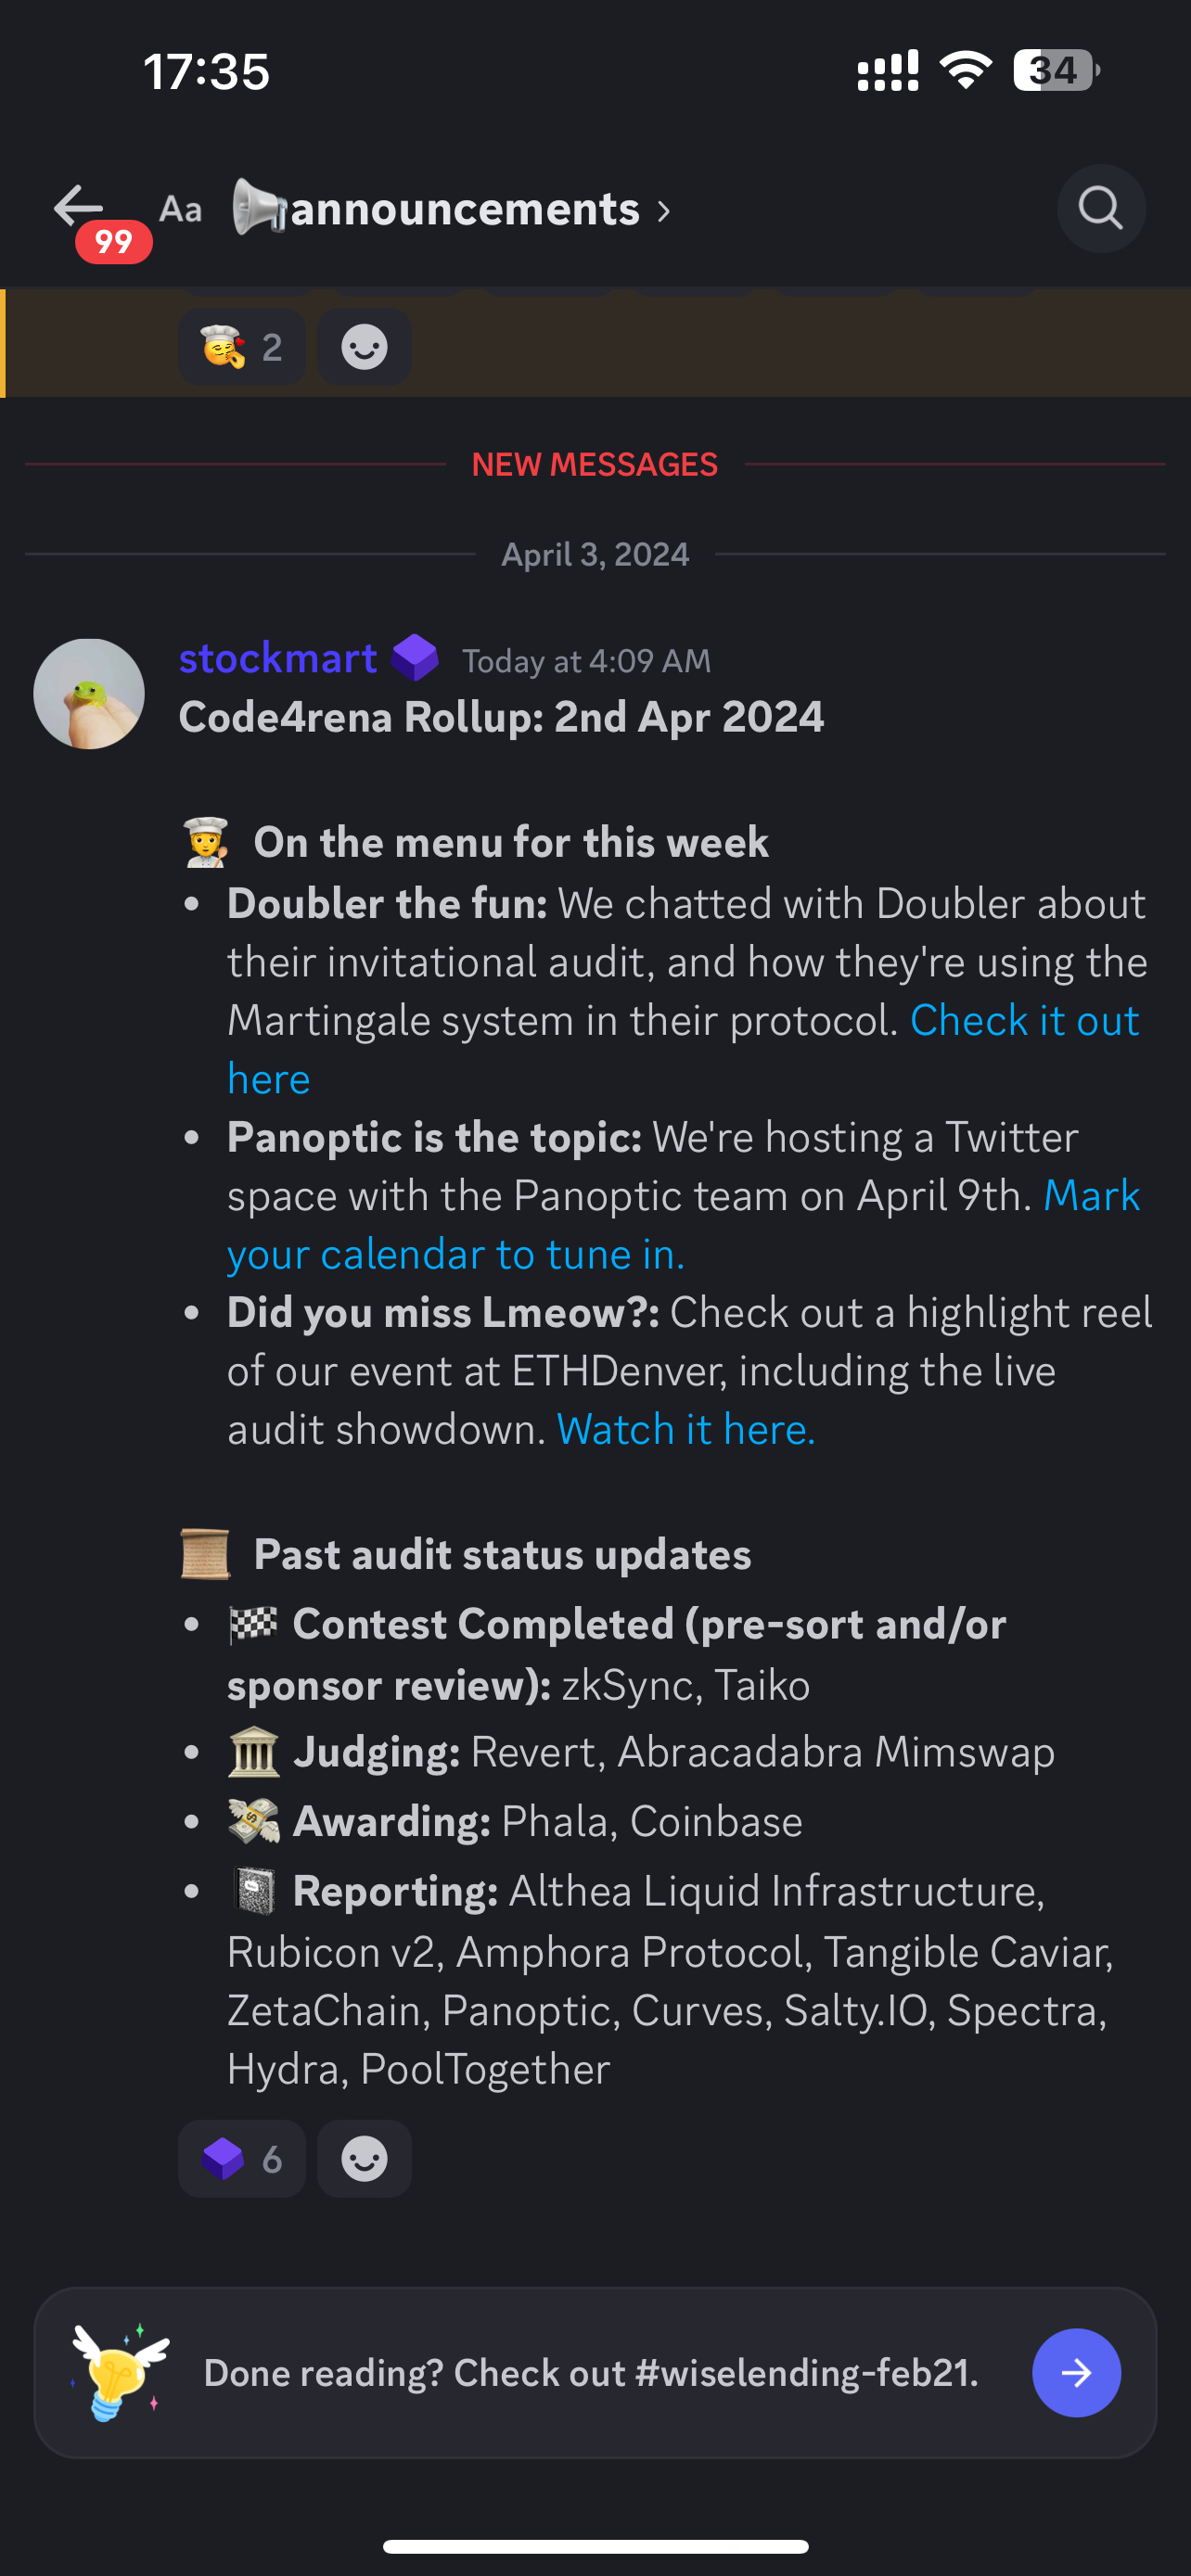 17:35
34
99
Aa
announcements
2
NEW MESSAGES
April 3, 2024
stockmart Today at 4:09 AM
Code4rena Rollup: 2nd Apr 2024
On the menu for this week
• Doubler the fun: We chatted with Doubler about
their invitational audit, and how they're using the
Martingale system in their protocol. Check it out
here
• Panoptic is the topic: We're hosting a Twitter
space with the Panoptic team on April 9th. Mark
your calendar to tune in.
• Did you miss Lmeow?: Check out a highlight reel
of our event at ETHDenver, including the live
audit showdown. Watch it here.
Past audit status updates
• Contest Completed (pre-sort and/or
sponsor review): zkSync, Taiko
• Judging: Revert, Abracadabra Mimswap
• Awarding: Phala, Coinbase
• Reporting: Althea Liquid Infrastructure,
Rubicon v2, Amphora Protocol, Tangible Caviar,
ZetaChain, Panoptic, Curves, Salty.IO, Spectra,
Hydra, PoolTogether
6
Done reading? Check out #wiselending-feb21.